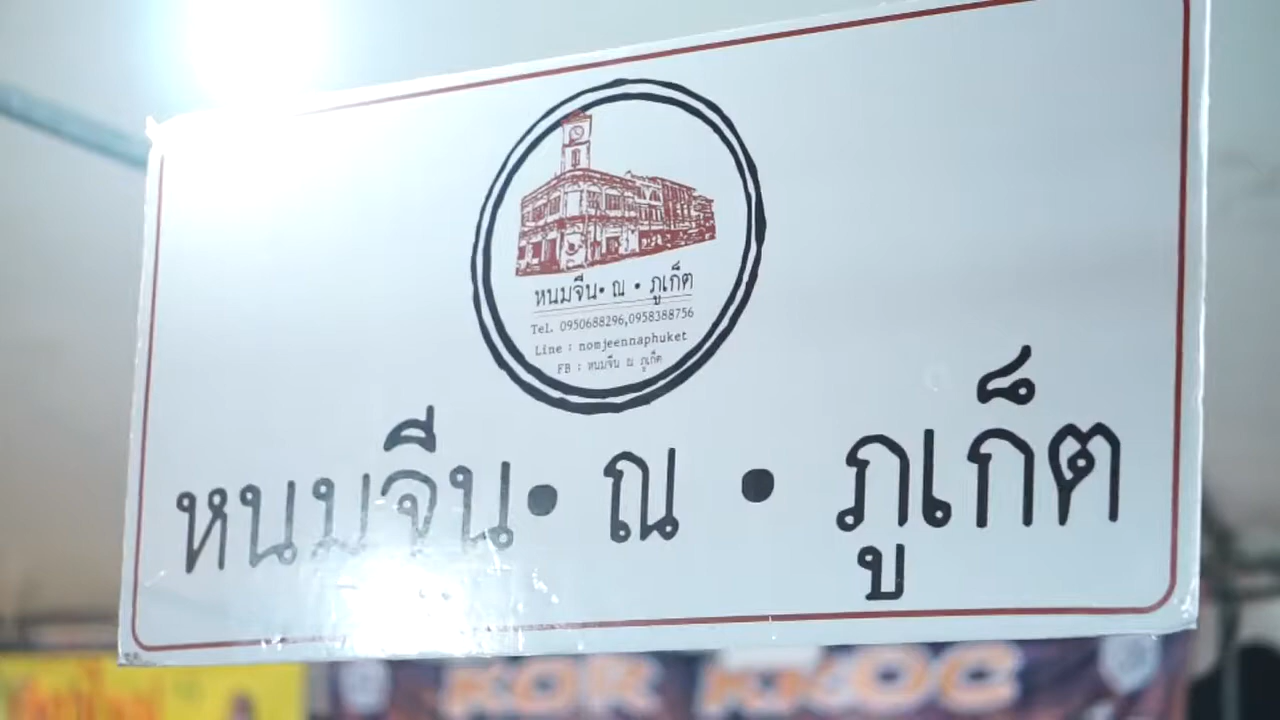 หนมจีน• ณ • ภูเก็ต
Tel. 0950688296,0958388756
Line : nomjeennaphuket
FB : หนมจีน ณ ภูเก็ต
หนมจีน• ณ • ภูเก็ต